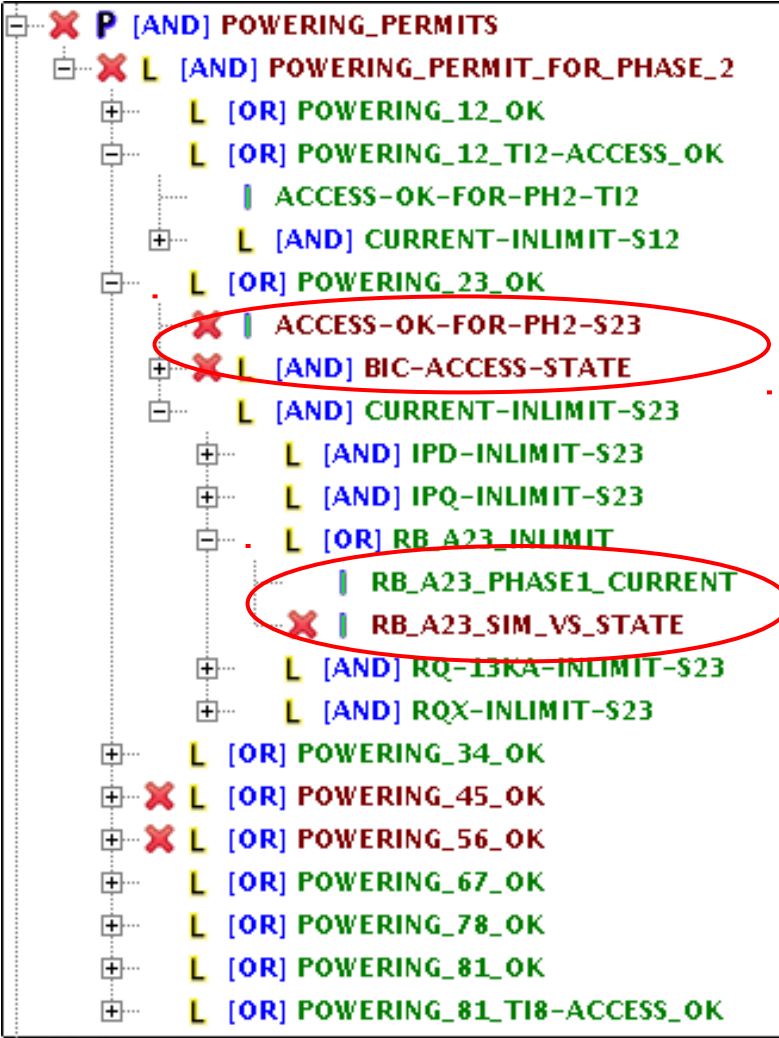 P [AND] POWERING_PERMITS
L [AND] POWERING_PERMIT_FOR_PHASE_2
L [OR] POWERING_12_OK
L [OR] POWERING_12_TI2-ACCESS_OK
ACCESS-OK-FOR-PH2-TI2
L [AND] CURRENT-INLIMIT-S12
L [OR] POWERING_23_OK
ACCESS-OK-FOR-PH2-S23
L [AND] BIC-ACCESS-STATE
L [AND] CURRENT-INLIMIT-S23
L [AND] IPD-INLIMIT-S23
L [AND] IPQ-INLIMIT-S23
L [OR] RB_A23_INLIMIT
RB_A23_PHASE1_CURRENT
RB_A23_SIM_VS_STATE
L [AND] RQ-13KA-INLIMIT-S23
L [AND] RQX-INLIMIT-S23
L [OR] POWERING_34_OK
L [OR] POWERING_45_OK
L [OR] POWERING_56_OK
L [OR] POWERING_67_OK
L [OR] POWERING_78_OK
L [OR] POWERING_81_OK
L [OR] POWERING_81_TI8-ACCESS_OK